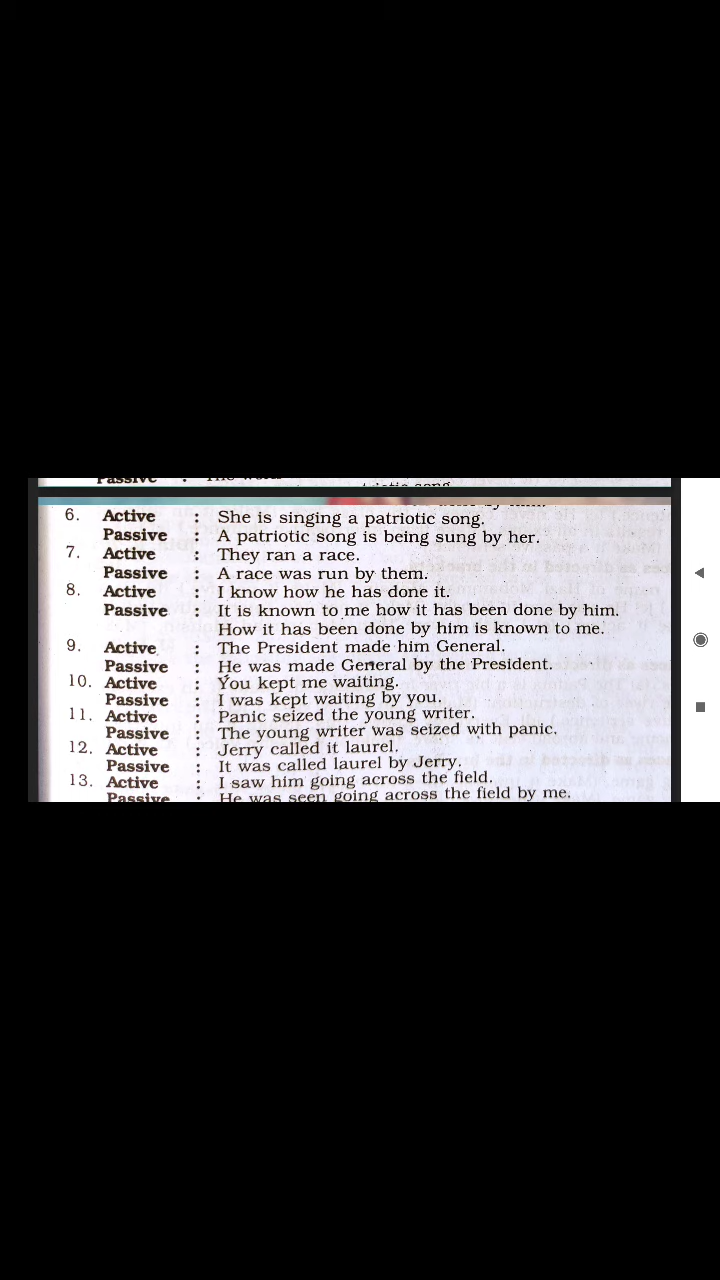 Passive :
patriotic song.
by him.
6. Active : She is singing a patriotic song.
Passive : A patriotic song is being sung by her.
7. Active : They ran a race.
Passive : A race was run by them.
8. Active : I know how he has done it.
Passive : It is known to me how it has been done by him.
How it has been done by him is known to me.
9. Active : The President made him General.
Passive : He was made General by the President.
10. Active : You kept me waiting.
Passive : I was kept waiting by you.
11. Active : Panic seized the young writer.
Passive : The young writer was seized with panic.
12. Active : Jerry called it laurel.
Passive : It was called laurel by Jerry.
13. Active : I saw him going across the field.
Passive : He was seen going across the field by me.